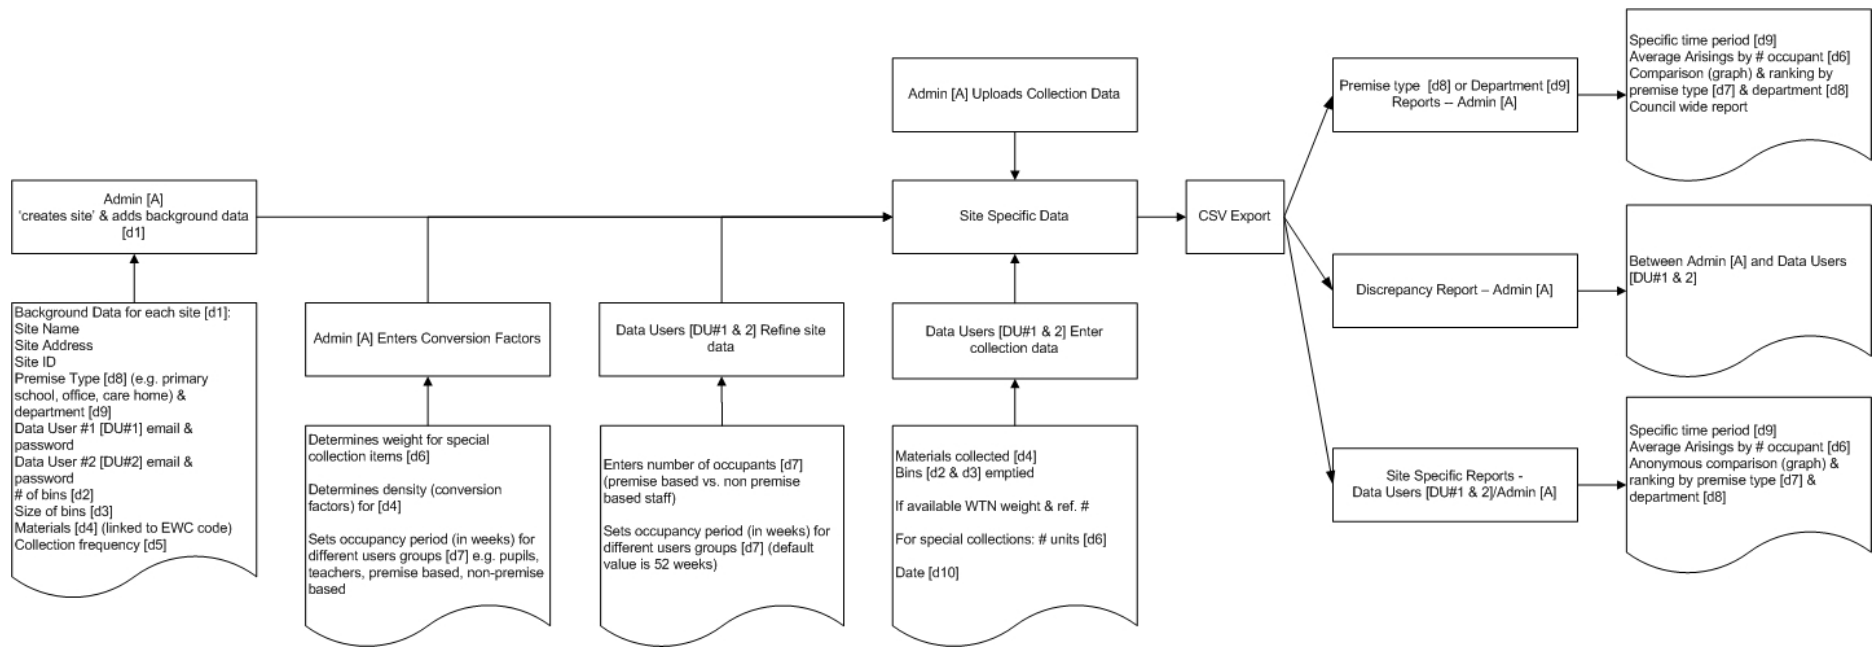 Admin [A]
'creates site' & adds background data
[d1]
Background Data for each site [d1]:
Site Name
Site Address
Site ID
Premise Type [d8] (e.g. primary
school, office, care home) &
department [d9]
Data User #1 [DU#1] email &
password
Data User #2 [DU#2] email &
password
# of bins [d2]
Size of bins [d3]
Materials [d4] (linked to EWC code)
Collection frequency [d5]
Admin [A] Enters Conversion Factors
Determines weight for special
collection items [d6]
Determines density (conversion
factors) for [d4]
Sets occupancy period (in weeks) for
different users groups [d7] e.g. pupils,
teachers, premise based, non-premise
based
Data Users [DU#1 & 2] Refine site
data
Enters number of occupants [d7]
(premise based vs. non premise
based staff)
Sets occupancy period (in weeks) for
different users groups [d7] (default
value is 52 weeks)
Admin [A] Uploads Collection Data
Site Specific Data
Data Users [DU#1 & 2] Enter
collection data
Materials collected [d4]
Bins [d2 & d3] emptied
If available WTN weight & ref. #
For special collections: # units [d6]
Date [d10]
CSV Export
Premise type  [d8] or Department [d9]
Reports – Admin [A]
Discrepancy Report – Admin [A]
Site Specific Reports -
Data Users [DU#1 & 2]/Admin [A]
Specific time period [d9]
Average Arisings by # occupant [d6]
Comparison (graph) & ranking by
premise type [d7] & department [d8]
Council wide report
Between Admin [A] and Data Users
[DU#1 & 2]
Specific time period [d9]
Average Arisings by # occupant [d6]
Anonymous comparison (graph) &
ranking by premise type [d7] &
department [d8]